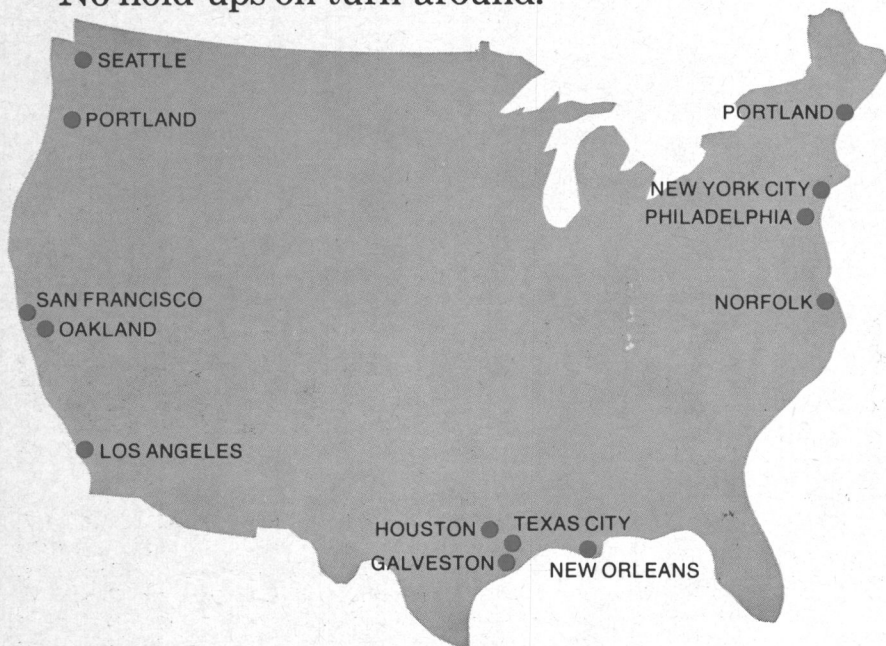 No hold-ups on turn-around.
SEATTLE
PORTLAND
PORTLAND
NEW YORK CITY
PHILADELPHIA
SAN FRANCISCO
NORFOLK
OAKLAND
LOS ANGELES
HOUSTON
TEXAS CITY
GALVESTON
NEW ORLEANS